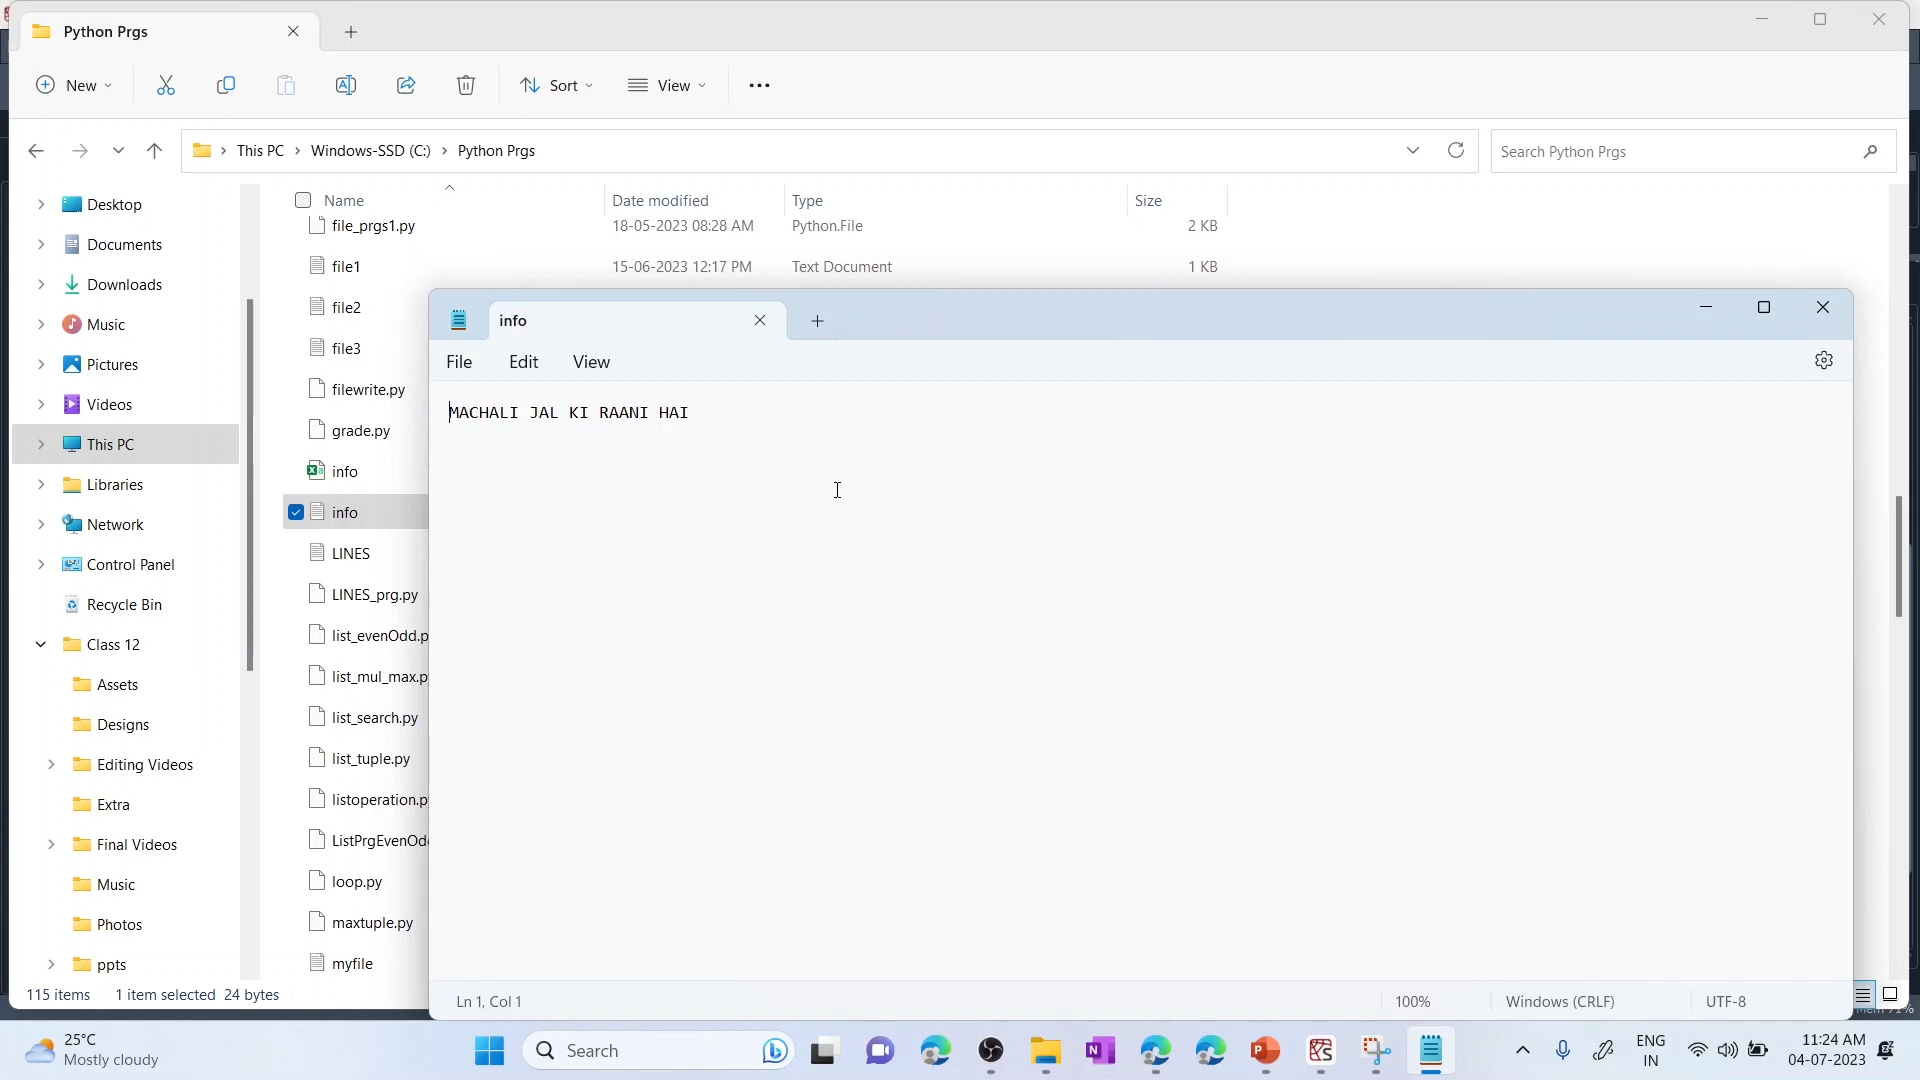 Python Prgs
New
Sort
View
This PC
Windows-SSD (C:)
Python Prgs
Search Python Prgs
Name
Date modified
Type
Size
Desktop
Documents
Downloads
Music
Pictures
Videos
This PC
Libraries
Network
Control Panel
Recycle Bin
Class 12
Assets
Designs
Editing Videos
Extra
Final Videos
Music
Photos
ppts
file_prgs1.py 18-05-2023 08:28 AM Python.File 2 KB
file1 15-06-2023 12:17 PM Text Document 1 KB
file2
file3
filewrite.py
grade.py
info
info
LINES
LINES_prg.py
list_evenOdd.p
list_mul_max.p
list_search.py
list_tuple.py
listoperation.p
ListPrgEvenOd
loop.py
maxtuple.py
myfile
info
File Edit View
MACHALI JAL KI RAANI HAI
Ln 1, Col 1
100%
Windows (CRLF)
UTF-8
115 items 1 item selected 24 bytes
25°C
Mostly cloudy
Search
ENG
IN
11:24 AM
04-07-2023